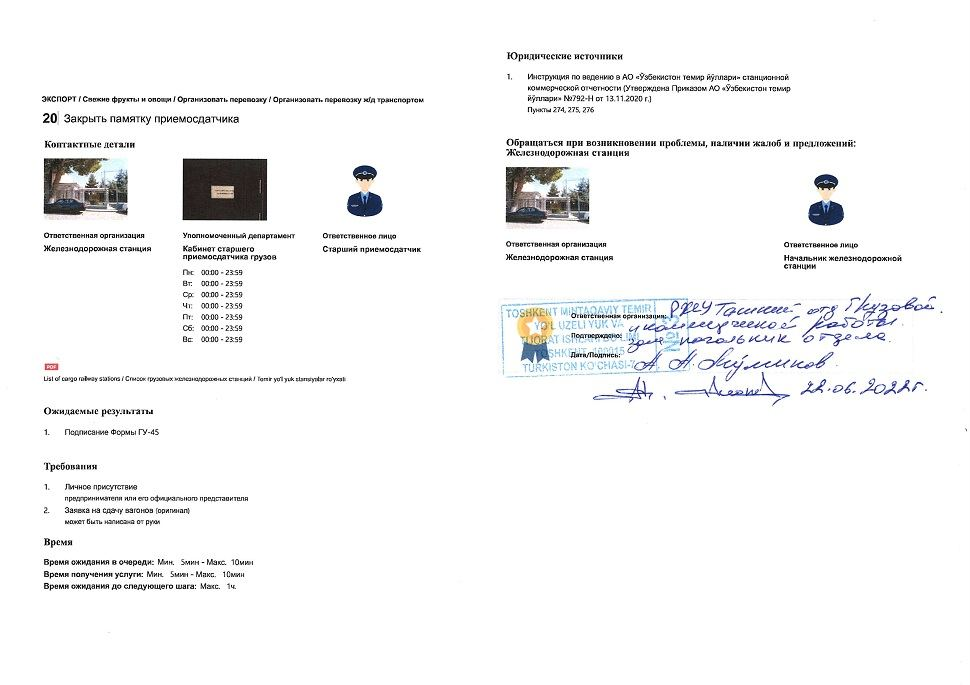 ЭКСПОРТ / Свежие фрукты и овощи / Организовать перевозку / Организовать перевозку ж/д транспортом
20 Закрыть памятку приемосдатчика
Контактные детали
Ответственная организация
Железнодорожная станция
Уполномоченный департамент
Кабинет старшего
приемосдатчика грузов
Пн: 00:00 - 23:59
Вт: 00:00 - 23:59
Ср: 00:00 - 23:59
Чт: 00:00 - 23:59
Пт: 00:00 - 23:59
Сб: 00:00 - 23:59
Вс: 00:00 - 23:59
Ответственное лицо
Старший приемосдатчик
PDF
List of cargo railway stations / Список грузовых железнодорожных станций / Temir yo'l yuk stansiyalar ro'yxati
Ожидаемые результаты
1. Подписание Формы ГУ-45
Требования
1. Личное присутствие
предпринимателя или его официального представителя
2. Заявка на сдачу вагонов (оригинал)
может быть написана от руки
Время
Время ожидания в очереди: Мин. 5мин - Макс. 10мин
Время получения услуги: Мин. 5мин - Макс. 10мин
Время ожидания до следующего шага: Макс. 1ч.
Юридические источники
1. Инструкция по ведению в АО «Ўзбекистон темир йўллари» станционной
коммерческой отчетности (Утверждена Приказом АО «Ўзбекистон темир
йўллари» №792-Н от 13.11.2020 г.)
Пункты 274, 275, 276
Обращаться при возникновении проблемы, наличии жалоб и предложений:
Железнодорожная станция
Ответственная организация
Железнодорожная станция
Ответственное лицо
Начальник железнодорожной
станции
TOSHKENT MINTAQAVIY TEMIR
YO'L UZELI YUK VA
TIJORAT ISHLARI BO'LIMI
TOSHKENT
TURKISTON KO'CHASI-7
Ответственная организация: РЖУ Ташкент отд Грузовой
Подтверждено: и коммерческой работы
зам начальник отдела
Дата/Подпись:
22.06.2022г.